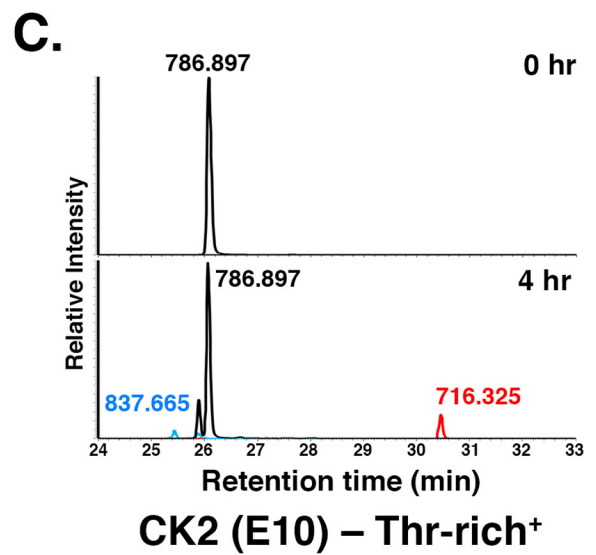 C.
786.897
0 hr
Relative Intensity
786.897
4 hr
837.665
716.325
24 25 26 27 28 29 30 31 32 33
Retention time (min)
CK2 (E10) – Thr-rich⁺